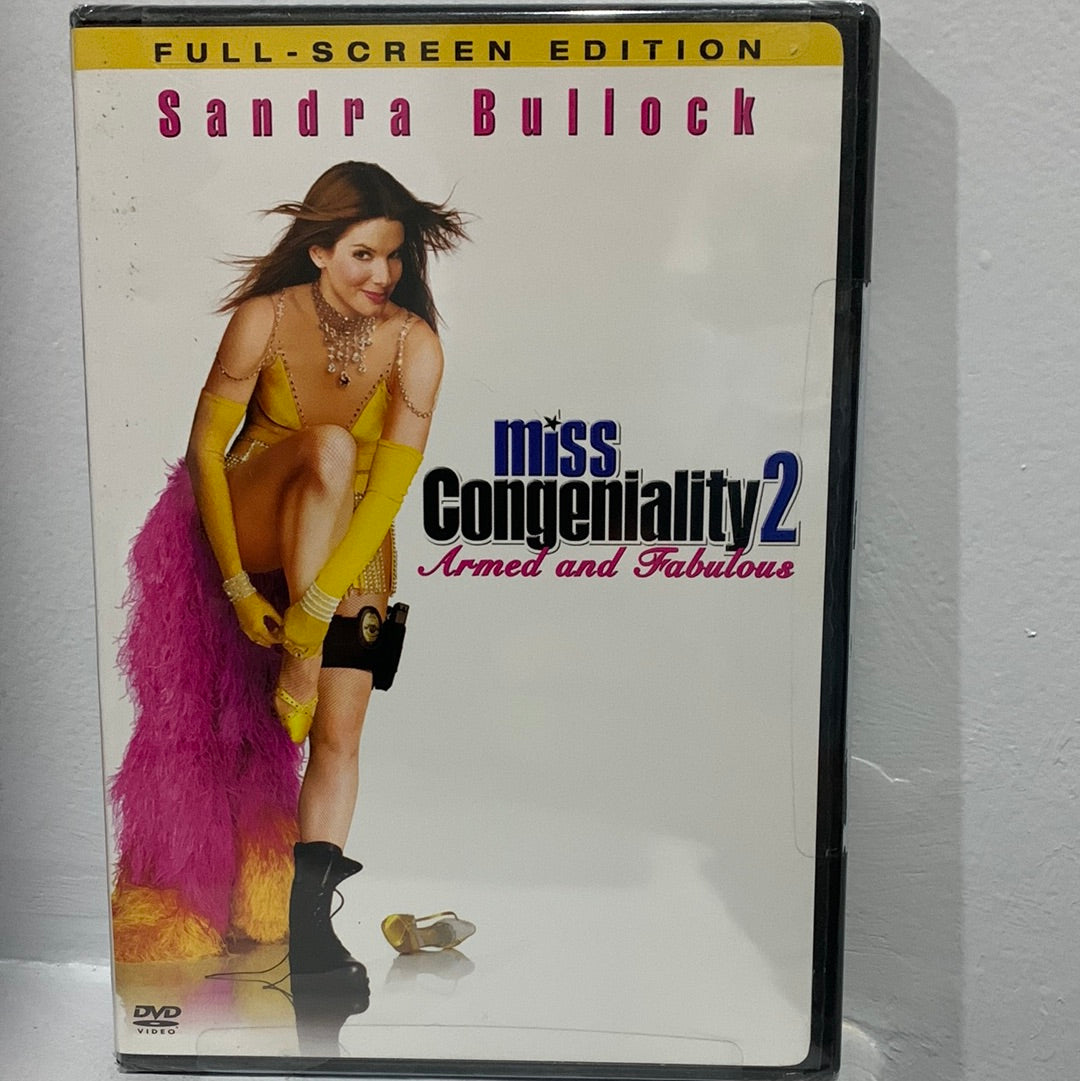 FULL-SCREEN EDITION
Sandra Bullock
miss
Congeniality 2
Armed and Fabulous
DVD
VIDEO